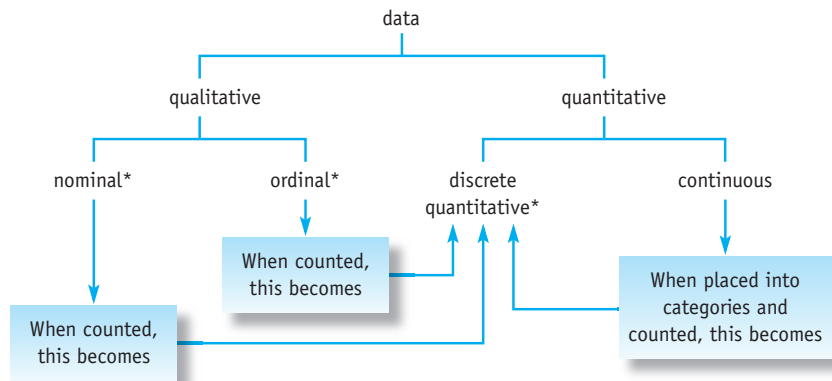 data
qualitative
quantitative
nominal*
ordinal*
discrete
quantitative*
continuous
When counted,
this becomes
When placed into
categories and
counted, this becomes
When counted,
this becomes